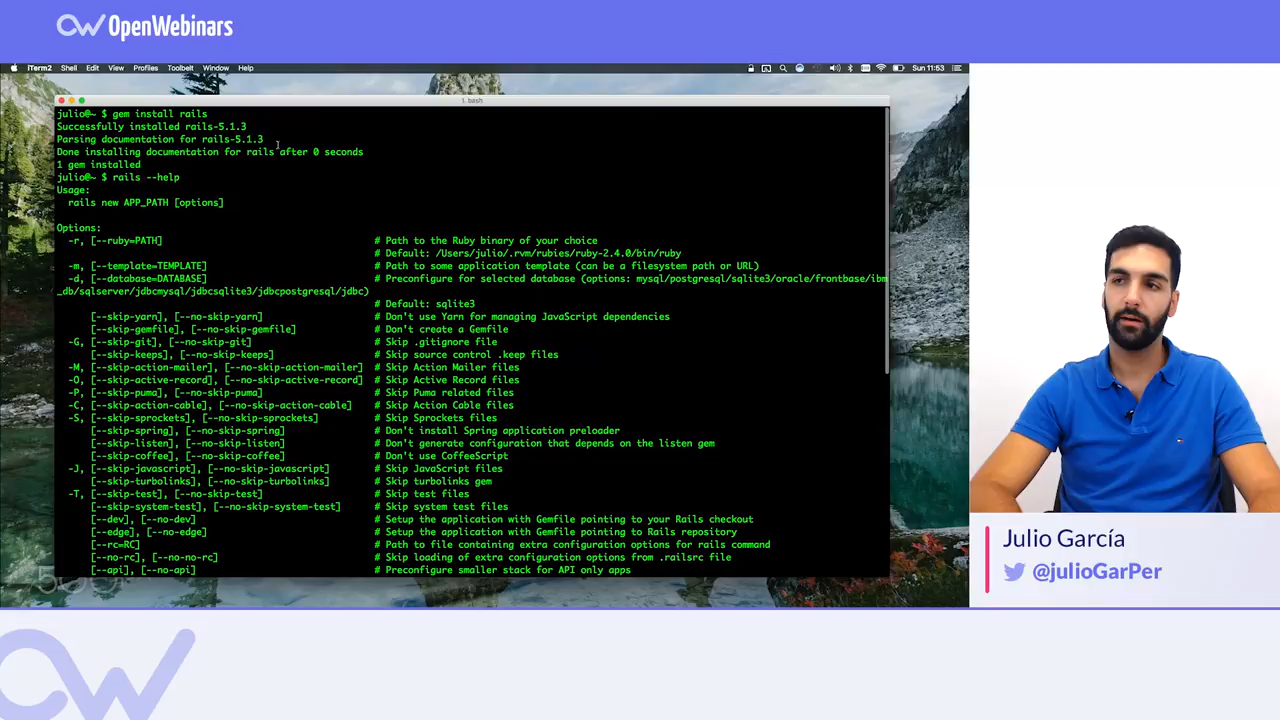 OpenWebinars
iTerm2 Shell Edit View Profiles Toolbelt Window Help
Sun 11:53
1. bash
julio@~ $ gem install rails
Successfully installed rails-5.1.3
Parsing documentation for rails-5.1.3
Done installing documentation for rails after 0 seconds
1 gem installed
julio@~ $ rails --help
Usage:
rails new APP_PATH [options]
Options:
-r, [--ruby=PATH] # Path to the Ruby binary of your choice
# Default: /Users/julio/.rvm/rubies/ruby-2.4.0/bin/ruby
-m, [--template=TEMPLATE] # Path to some application template (can be a filesystem path or URL)
-d, [--database=DATABASE] # Preconfigure for selected database (options: mysql/postgresql/sqlite3/oracle/frontbase/ibm
_db/sqlserver/jdbcmysql/jdbcsqlite3/jdbcpostgresql/jdbc)
# Default: sqlite3
[--skip-yarn], [--no-skip-yarn] # Don't use Yarn for managing JavaScript dependencies
[--skip-gemfile], [--no-skip-gemfile] # Don't create a Gemfile
-G, [--skip-git], [--no-skip-git] # Skip .gitignore file
[--skip-keeps], [--no-skip-keeps] # Skip source control .keep files
-M, [--skip-action-mailer], [--no-skip-action-mailer] # Skip Action Mailer files
-O, [--skip-active-record], [--no-skip-active-record] # Skip Active Record files
-P, [--skip-puma], [--no-skip-puma] # Skip Puma related files
-C, [--skip-action-cable], [--no-skip-action-cable] # Skip Action Cable files
-S, [--skip-sprockets], [--no-skip-sprockets] # Skip Sprockets files
[--skip-spring], [--no-skip-spring] # Don't install Spring application preloader
[--skip-listen], [--no-skip-listen] # Don't generate configuration that depends on the listen gem
[--skip-coffee], [--no-skip-coffee] # Don't use CoffeeScript
-J, [--skip-javascript], [--no-skip-javascript] # Skip JavaScript files
[--skip-turbolinks], [--no-skip-turbolinks] # Skip turbolinks gem
-T, [--skip-test], [--no-skip-test] # Skip test files
[--skip-system-test], [--no-skip-system-test] # Skip system test files
[--dev], [--no-dev] # Setup the application with Gemfile pointing to your Rails checkout
[--edge], [--no-edge] # Setup the application with Gemfile pointing to Rails repository
[--rc=RC] # Path to file containing extra configuration options for rails command
[--no-rc], [--no-no-rc] # Skip loading of extra configuration options from .railsrc file
[--api], [--no-api] # Preconfigure smaller stack for API only apps
Julio García
@julioGarPer